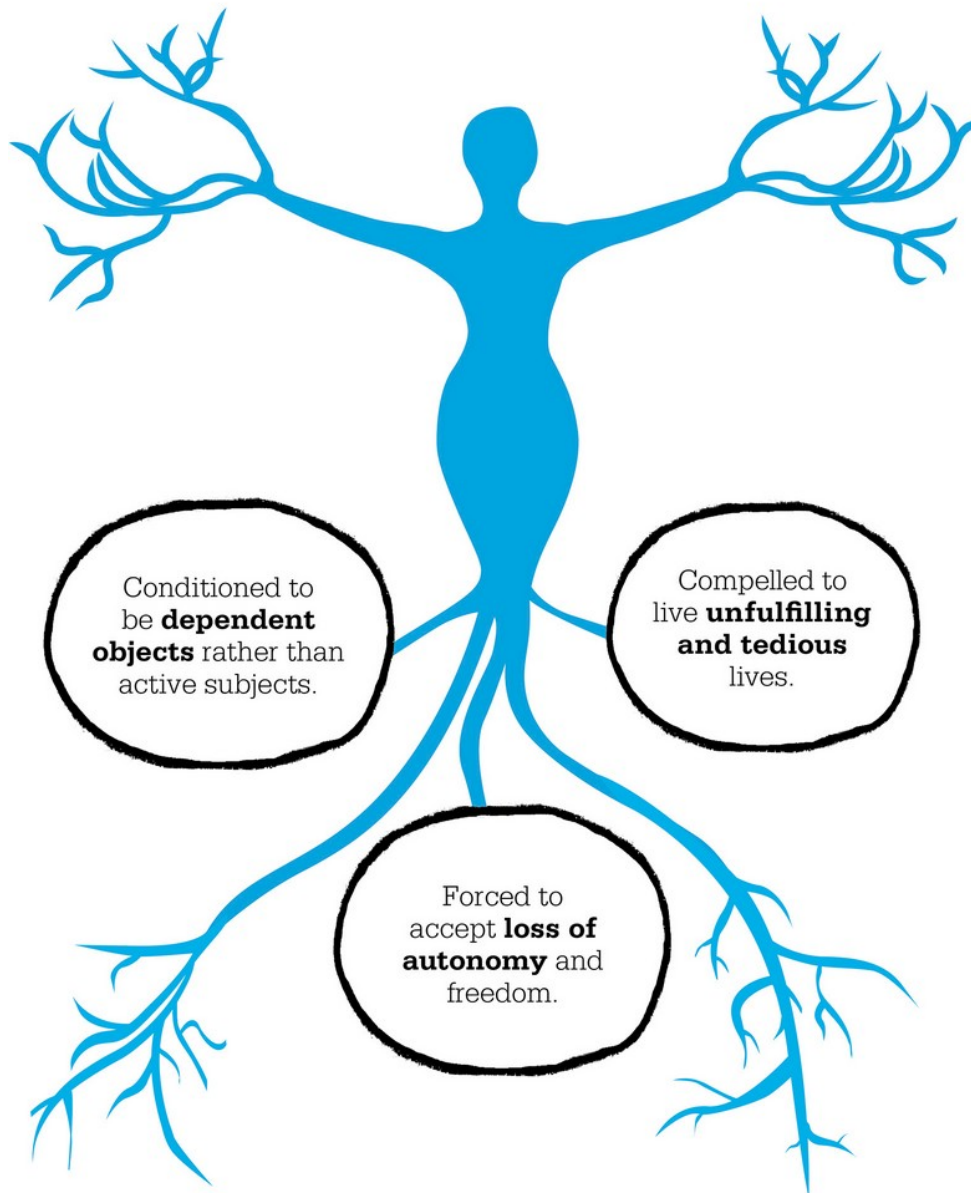 Conditioned to
be dependent
objects rather than
active subjects.
Compelled to
live unfulfilling
and tedious
lives.
Forced to
accept loss of
autonomy and
freedom.